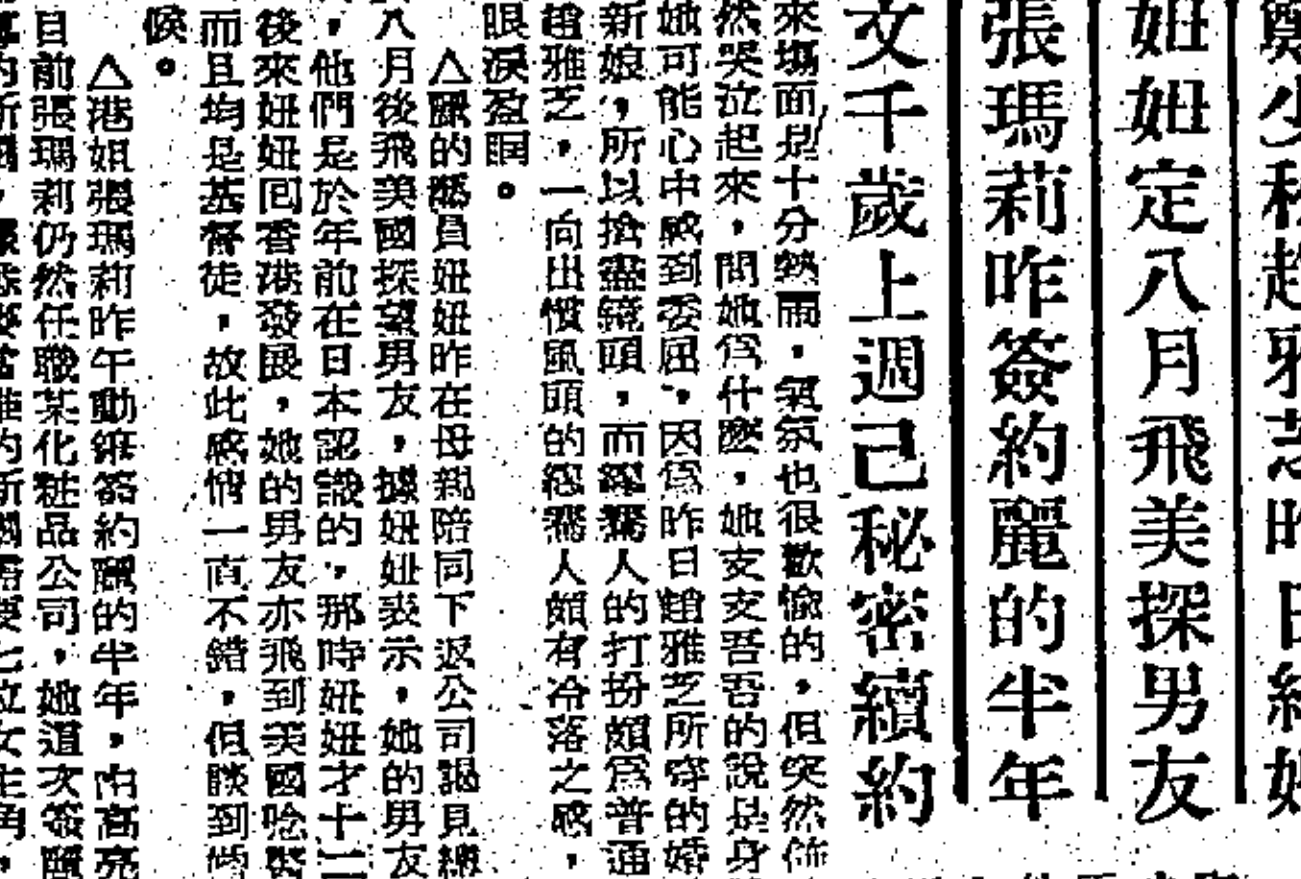 妞妞定八月飛美探男友
張瑪莉昨簽約麗的半年
文千歲上週己秘密續約
來場面是十分熱鬧,氣氛也很歡愉的,但突然
然哭泣起來,問她爲什麼,她支支吾吾的說是身
她可能心中感到委屈,因爲昨日趙雅芝所穿的婚
新娘,所以搶盡鏡頭,而 人的打扮頗爲普通
趙雅芝,一向出慣風頭的 人頗有冷落之感,
眼淚盈眶。
△麗的藝員妞妞昨在母親陪同下返公司謁見總
八月後飛美國探望男友,據妞妞表示,她的男友
,他們是於年前在日本認識的,那時妞妞才十二
後來妞妞回香港發展,她的男友亦飛到美國唸
而且均是基督徒,故此感情一直不錯,但談到
候。
△港姐張瑪莉昨午動筆簽約麗的半年,由高亮
目前張瑪莉仍然任職某化粧品公司,她道次簽麗